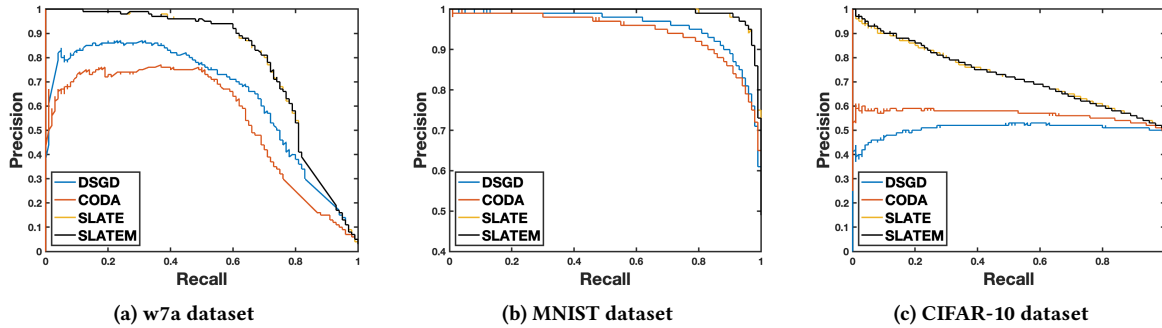 1
0.9
0.8
0.7
0.6
0.5
0.4
0.3
0.2
0.1
0
Precision
DSGD
CODA
SLATE
SLATEM
0 0.2 0.4 0.6 0.8 1
Recall
(a) w7a dataset
1
0.9
0.8
0.7
0.6
0.5
0.4
Precision
DSGD
CODA
SLATE
SLATEM
0.2 0.4 0.6 0.8 1
Recall
(b) MNIST dataset
1
0.9
0.8
0.7
0.6
0.5
0.4
0.3
0.2
0.1
0
Precision
DSGD
CODA
SLATE
SLATEM
0 0.2 0.4 0.6 0.8
Recall
(c) CIFAR-10 dataset